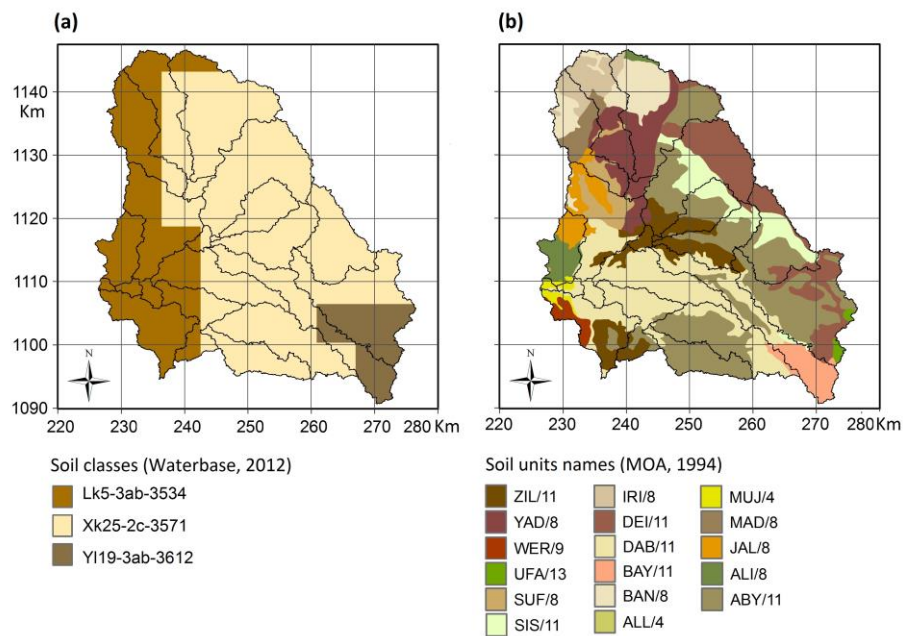 (a)
(b)
1140
Km
1130
1120
1110
1100
1090
N
N
220 230 240 250 260 270 280 Km
220 230 240 250 260 270 280 Km
Soil classes (Waterbase, 2012)
Lk5-3ab-3534
Xk25-2c-3571
Yl19-3ab-3612
Soil units names (MOA, 1994)
ZIL/11 IRI/8 MUJ/4
YAD/8 DEI/11 MAD/8
WER/9 DAB/11 JAL/8
UFA/13 BAY/11 ALI/8
SUF/8 BAN/8 ABY/11
SIS/11 ALL/4